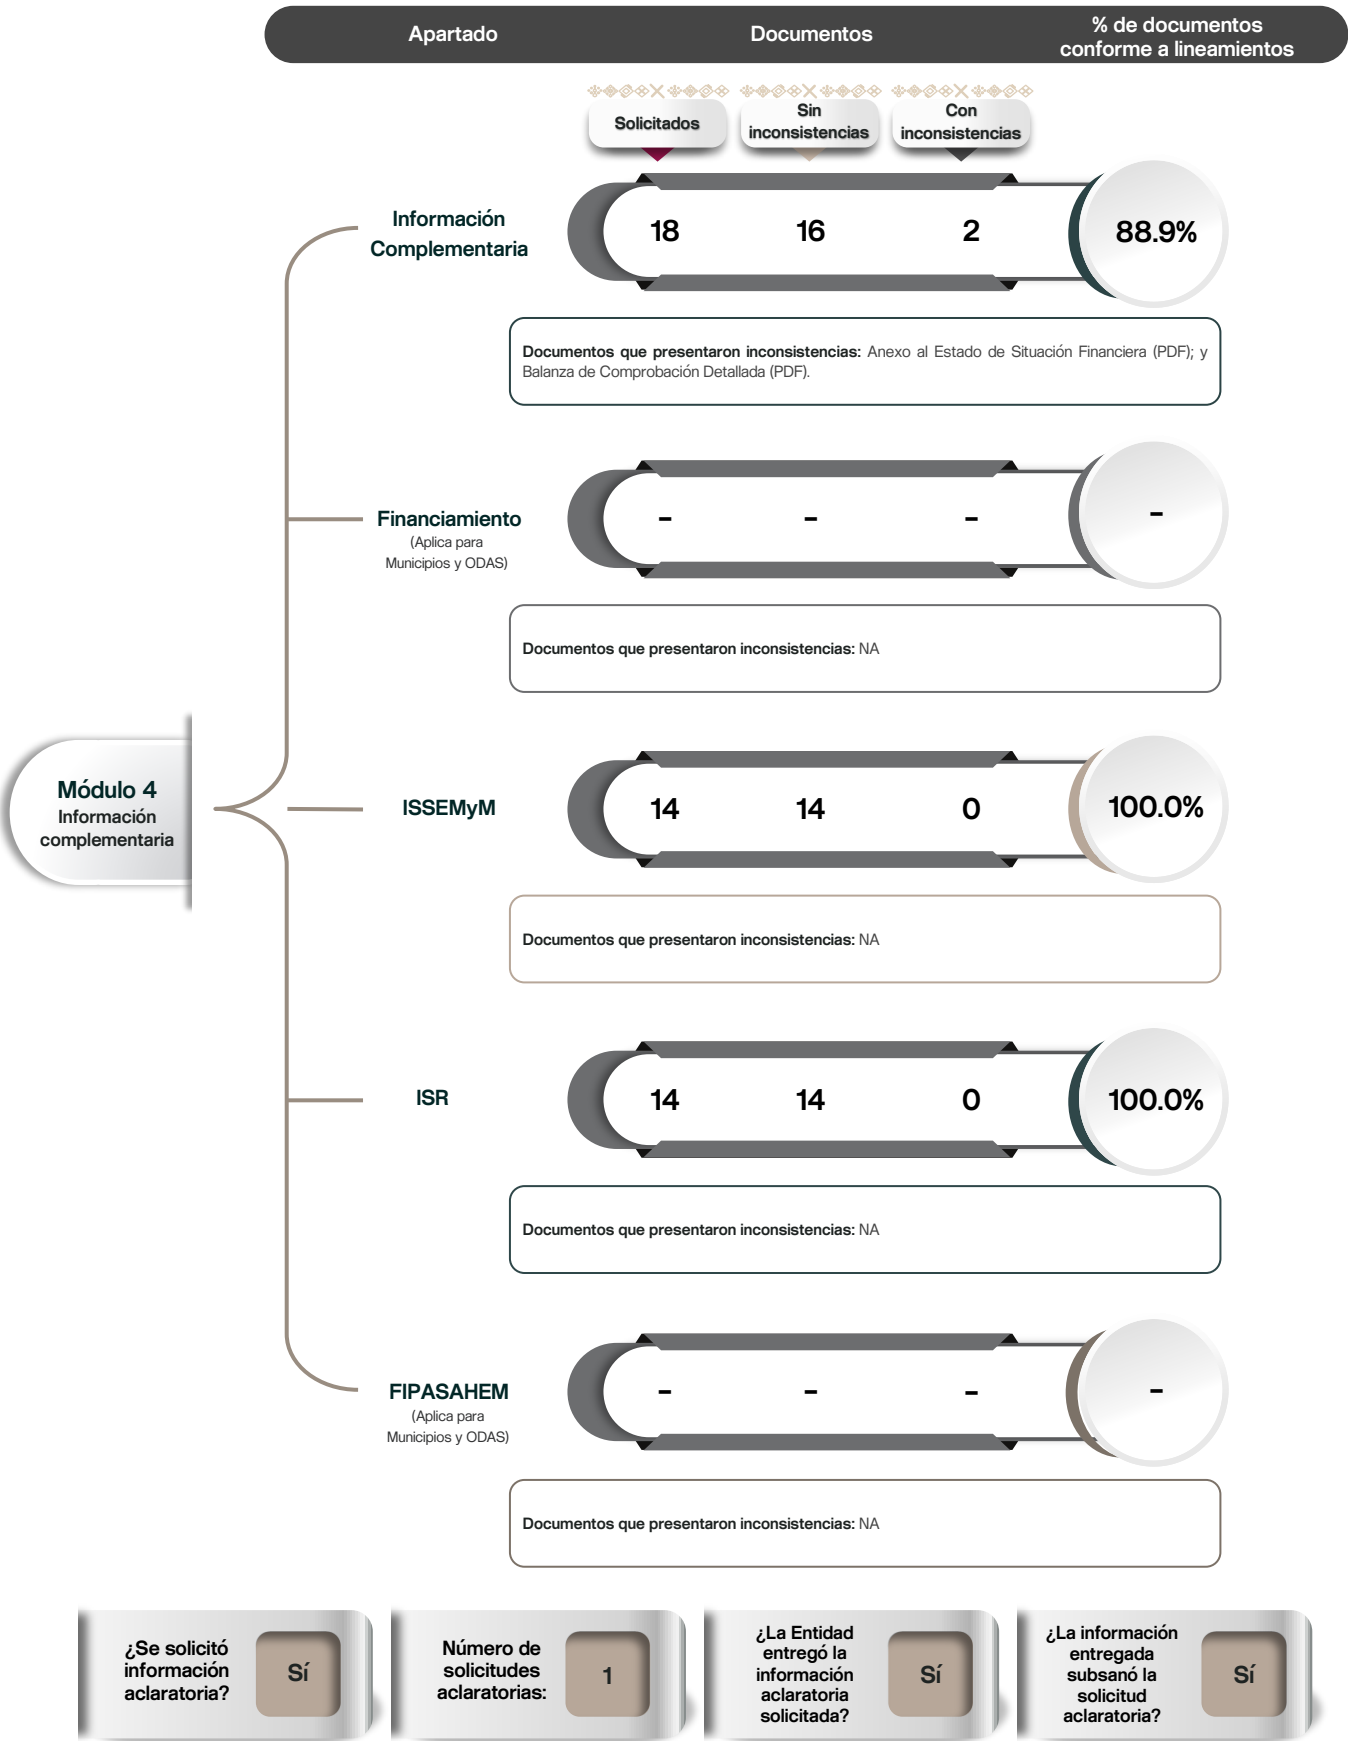 Apartado
Documentos
% de documentos
conforme a lineamientos
Solicitados
Sin
inconsistencias
Con
inconsistencias
Información
Complementaria
18
16
2
88.9%
Documentos que presentaron inconsistencias: Anexo al Estado de Situación Financiera (PDF); y
Balanza de Comprobación Detallada (PDF).
Financiamiento
(Aplica para
Municipios y ODAS)
-
-
-
-
Documentos que presentaron inconsistencias: NA
Módulo 4
Información
complementaria
ISSEMyM
14
14
0
100.0%
Documentos que presentaron inconsistencias: NA
ISR
14
14
0
100.0%
Documentos que presentaron inconsistencias: NA
FIPASAHEM
(Aplica para
Municipios y ODAS)
-
-
-
-
Documentos que presentaron inconsistencias: NA
¿Se solicitó
información
aclaratoria?
Sí
Número de
solicitudes
aclaratorias:
1
¿La Entidad
entregó la
información
aclaratoria
solicitada?
Sí
¿La información
entregada
subsanó la
solicitud
aclaratoria?
Sí